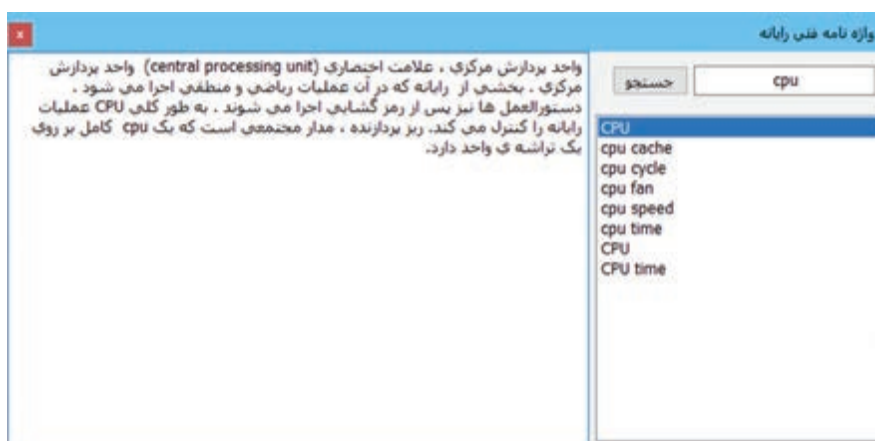 واژه نامه فنی رایانه
x
cpu
جستجو
CPU
cpu cache
cpu cycle
cpu fan
cpu speed
cpu time
CPU
CPU time
واحد پردازش مرکزی ، علامت اختصاری (central processing unit) واحد پردازش
مرکزی . بخشی از رایانه که در آن عملیات ریاضی و منطقی اجرا می شود .
دستورالعمل ها نیز پس از رمز گشایی اجرا می شوند . به طور کلی CPU عملیات
رایانه را کنترل می کند. ریز پردازنده ، مدار مجتمعی است که یک cpu کامل بر روی
یک تراشه ی واحد دارد.